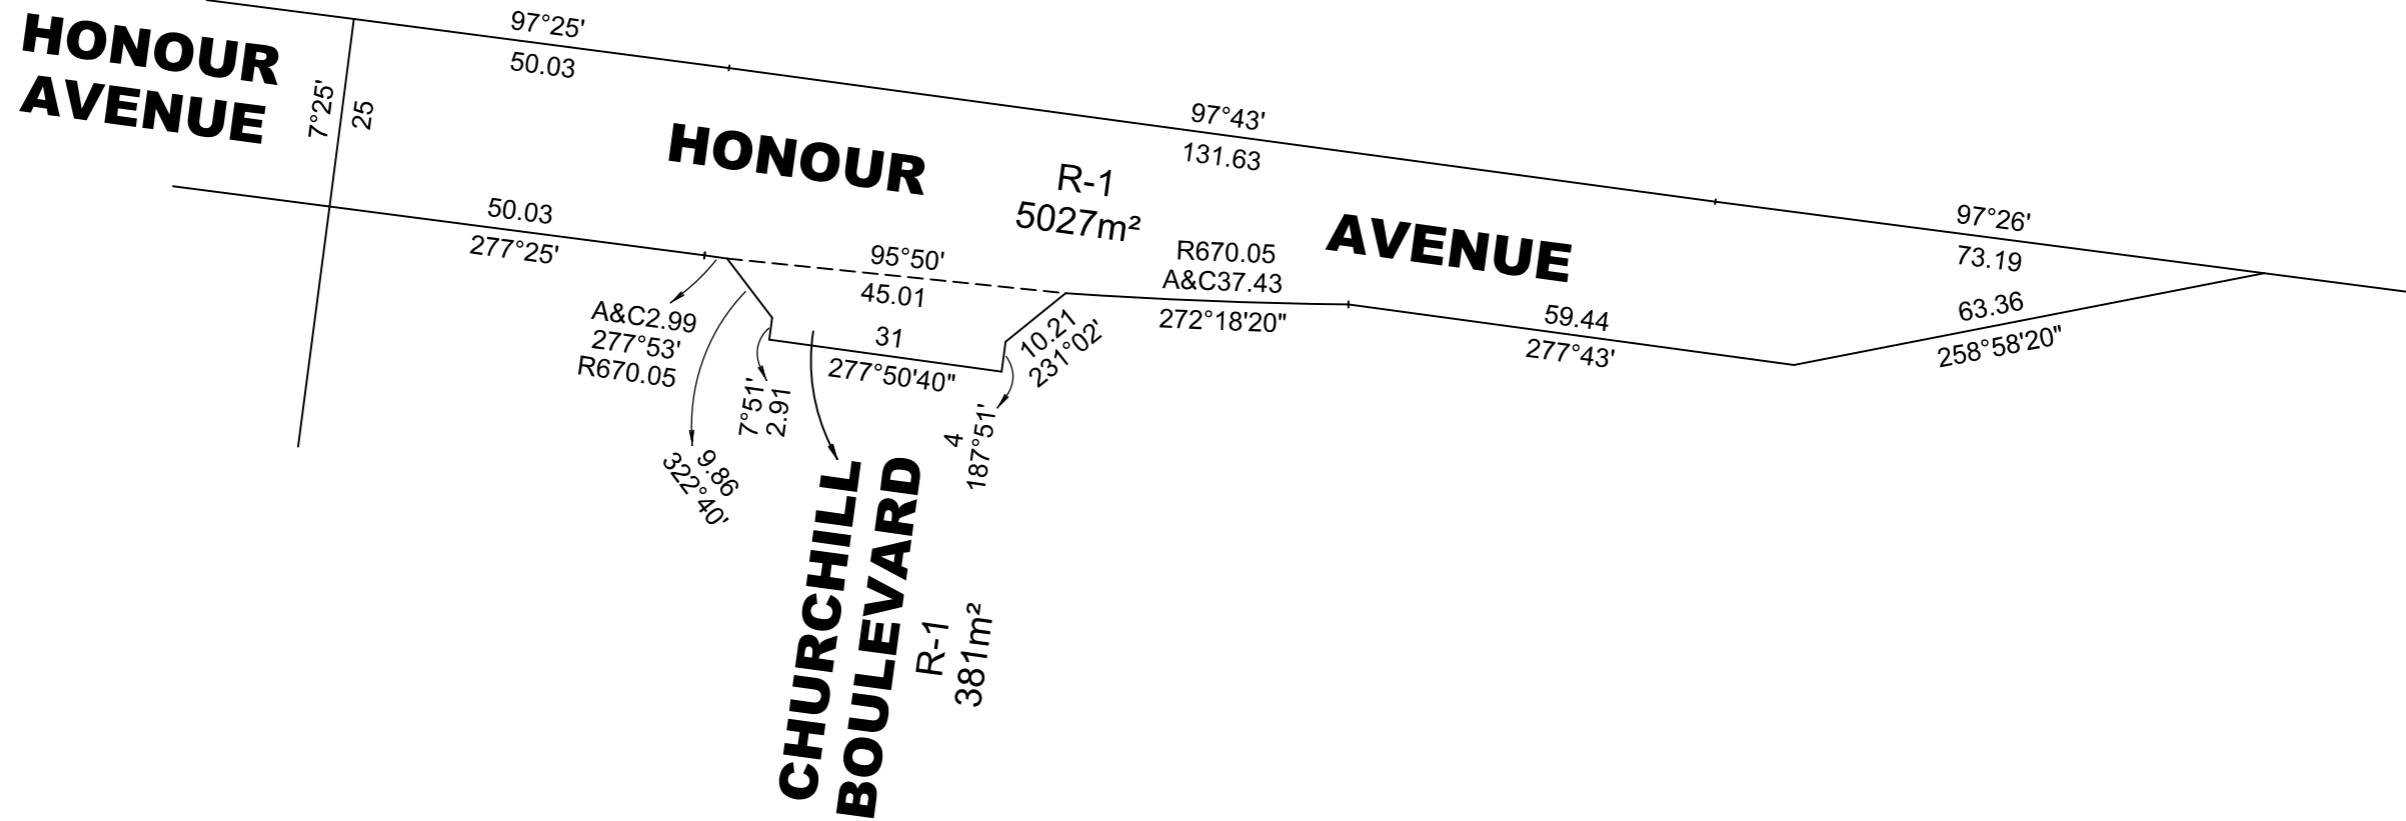 HONOUR
AVENUE
97°25'
50.03
7°25'
25
97°43'
131.63
HONOUR
R-1
5027m²
AVENUE
97°26'
73.19
50.03
277°25'
95°50'
45.01
R670.05
A&C37.43
272°18'20"
59.44
277°43'
63.36
258°58'20"
A&C2.99
277°53'
R670.05
31
277°50'40"
10.21
231°02'
7°51'
2.91
4
187°51'
9.86
322°40'
CHURCHILL
BOULEVARD
R-1
381m²